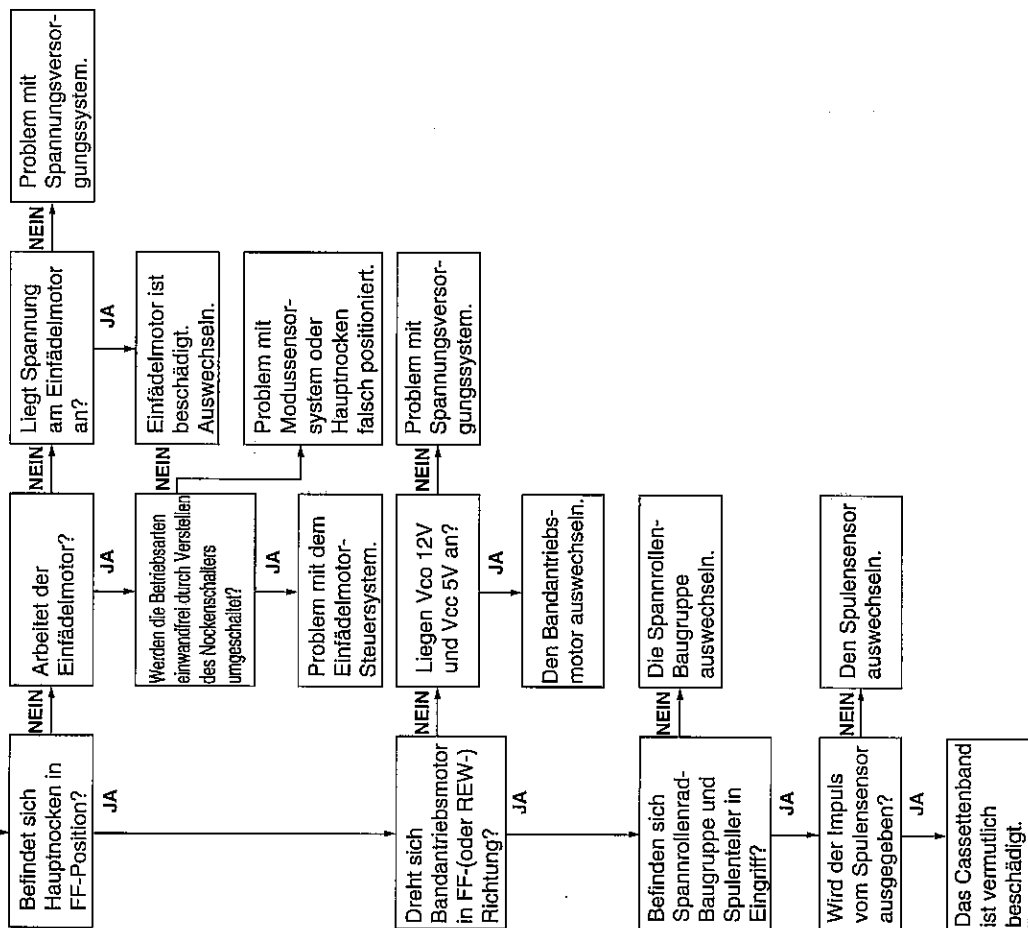 Befindet sich
Hauptnocken in
FF-Position?
NEIN
JA
Arbeitet der
Einfädelmotor?
NEIN
JA
Liegt Spannung
am Einfädelmotor
an?
NEIN
JA
Problem mit
Spannungsversor-
gungssystem.
Einfädelmotor ist
beschädigt.
Auswechseln.
Werden die Betriebsarten
einwandfrei durch Verstellen
des Nockenschalters
umgeschaltet?
NEIN
JA
Problem mit
Modussensor-
system oder
Hauptnocken
falsch positioniert.
Problem mit dem
Einfädelmotor-
Steuersystem.
Dreht sich
Bandantriebsmotor
in FF-(oder REW-)
Richtung?
NEIN
JA
Liegen Vco 12V
und Vcc 5V an?
NEIN
JA
Problem mit
Spannungsversor-
gungssystem.
Den Bandantriebs-
motor auswechseln.
Befinden sich
Spannrollenrad-
Baugruppe und
Spulenteller in
Eingriff?
NEIN
JA
Die Spannrollen-
Baugruppe
auswechseln.
Wird der Impuls
vom Spulensensor
ausgegeben?
NEIN
JA
Den Spulensensor
auswechseln.
Das Cassettenband
ist vermutlich
beschädigt.